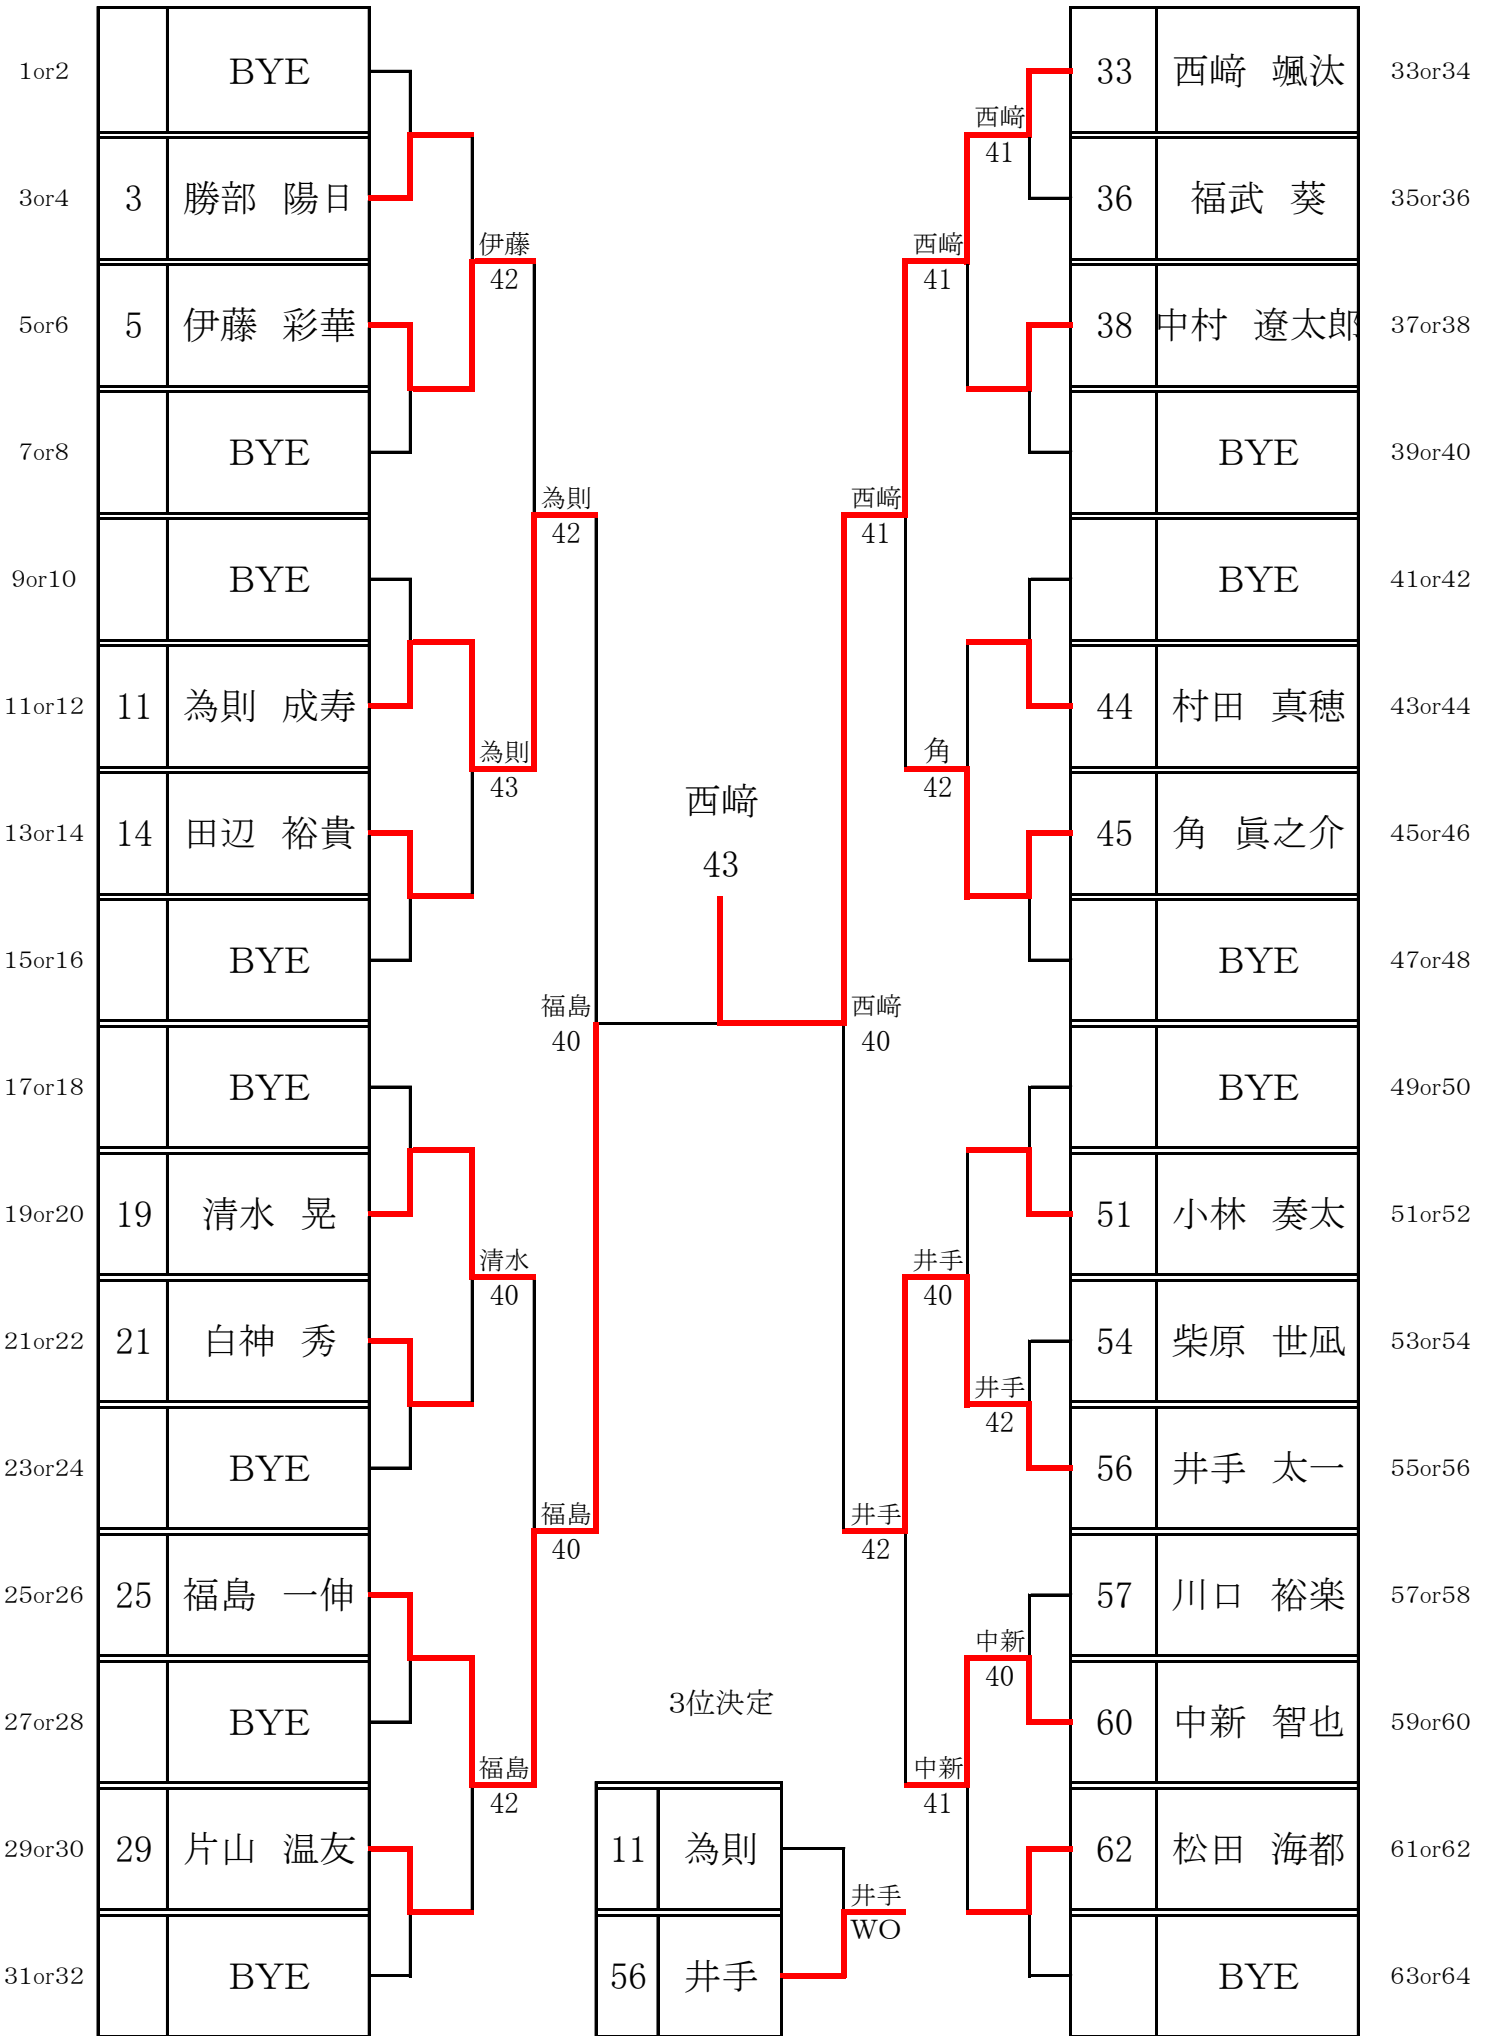 1or2 BYE
3or4 3 勝部 陽日
5or6 5 伊藤 彩華
7or8 BYE
9or10 BYE
11or12 11 為則 成寿
13or14 14 田辺 裕貴
15or16 BYE
17or18 BYE
19or20 19 清水 晃
21or22 21 白神 秀
23or24 BYE
25or26 25 福島 一伸
27or28 BYE
29or30 29 片山 温友
31or32 BYE
伊藤
42
為則
43
清水
40
福島
42
為則
42
福島
40
福島
40
西﨑
43
西﨑
40
西﨑
41
井手
42
西﨑
41
角
42
井手
40
中新
41
西﨑
41
井手
42
中新
40
33 西﨑 颯汰 33or34
36 福武 葵 35or36
38 中村 遼太郎 37or38
BYE 39or40
BYE 41or42
44 村田 真穂 43or44
45 角 眞之介 45or46
BYE 47or48
BYE 49or50
51 小林 奏太 51or52
54 柴原 世凪 53or54
56 井手 太一 55or56
57 川口 裕楽 57or58
60 中新 智也 59or60
62 松田 海都 61or62
BYE 63or64
3位決定
11 為則
56 井手
井手
WO